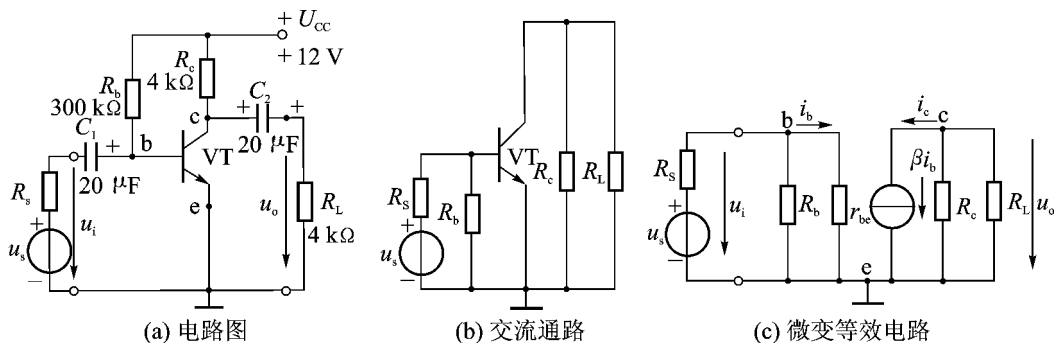 + U_CC
+ 12 V
R_c
4 kΩ
R_b
300 kΩ
C_1
+
20 μF
b
c
+
C_2
+
20 μF
VT
e
R_s
+
u_s
−
u_i
u_o
R_L
4 kΩ
(a) 电路图
VT
R_S
+
u_s
−
R_b
R_c
R_L
(b) 交流通路
b
i_b
i_c
c
βi_b
R_S
+
u_s
−
u_i
R_b
r_be
R_c
R_L
u_o
e
(c) 微变等效电路